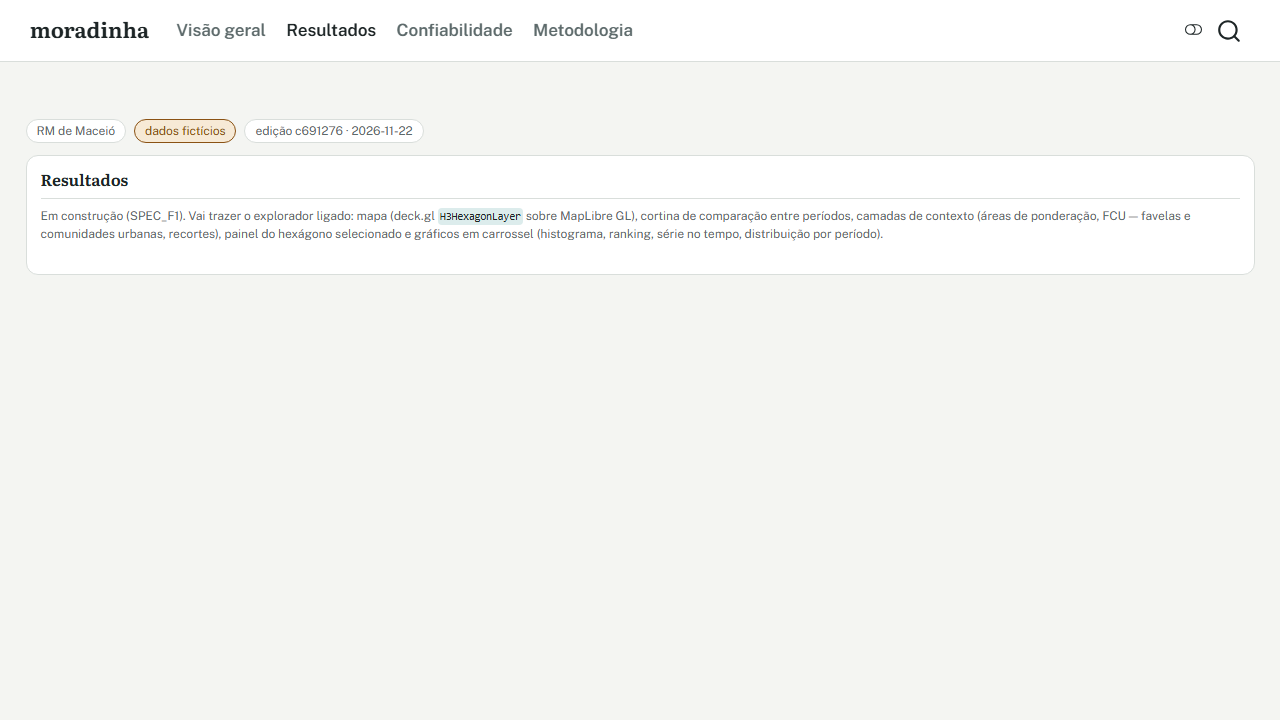 moradinha Visão geral Resultados Confiabilidade Metodologia
RM de Maceió dados fictícios edição c691276 · 2026-11-22
Resultados
Em construção (SPEC_F1). Vai trazer o explorador ligado: mapa (deck.gl H3HexagonLayer sobre MapLibre GL), cortina de comparação entre períodos, camadas de contexto (áreas de ponderação, FCU — favelas e
comunidades urbanas, recortes), painel do hexágono selecionado e gráficos em carrossel (histograma, ranking, série no tempo, distribuição por período).